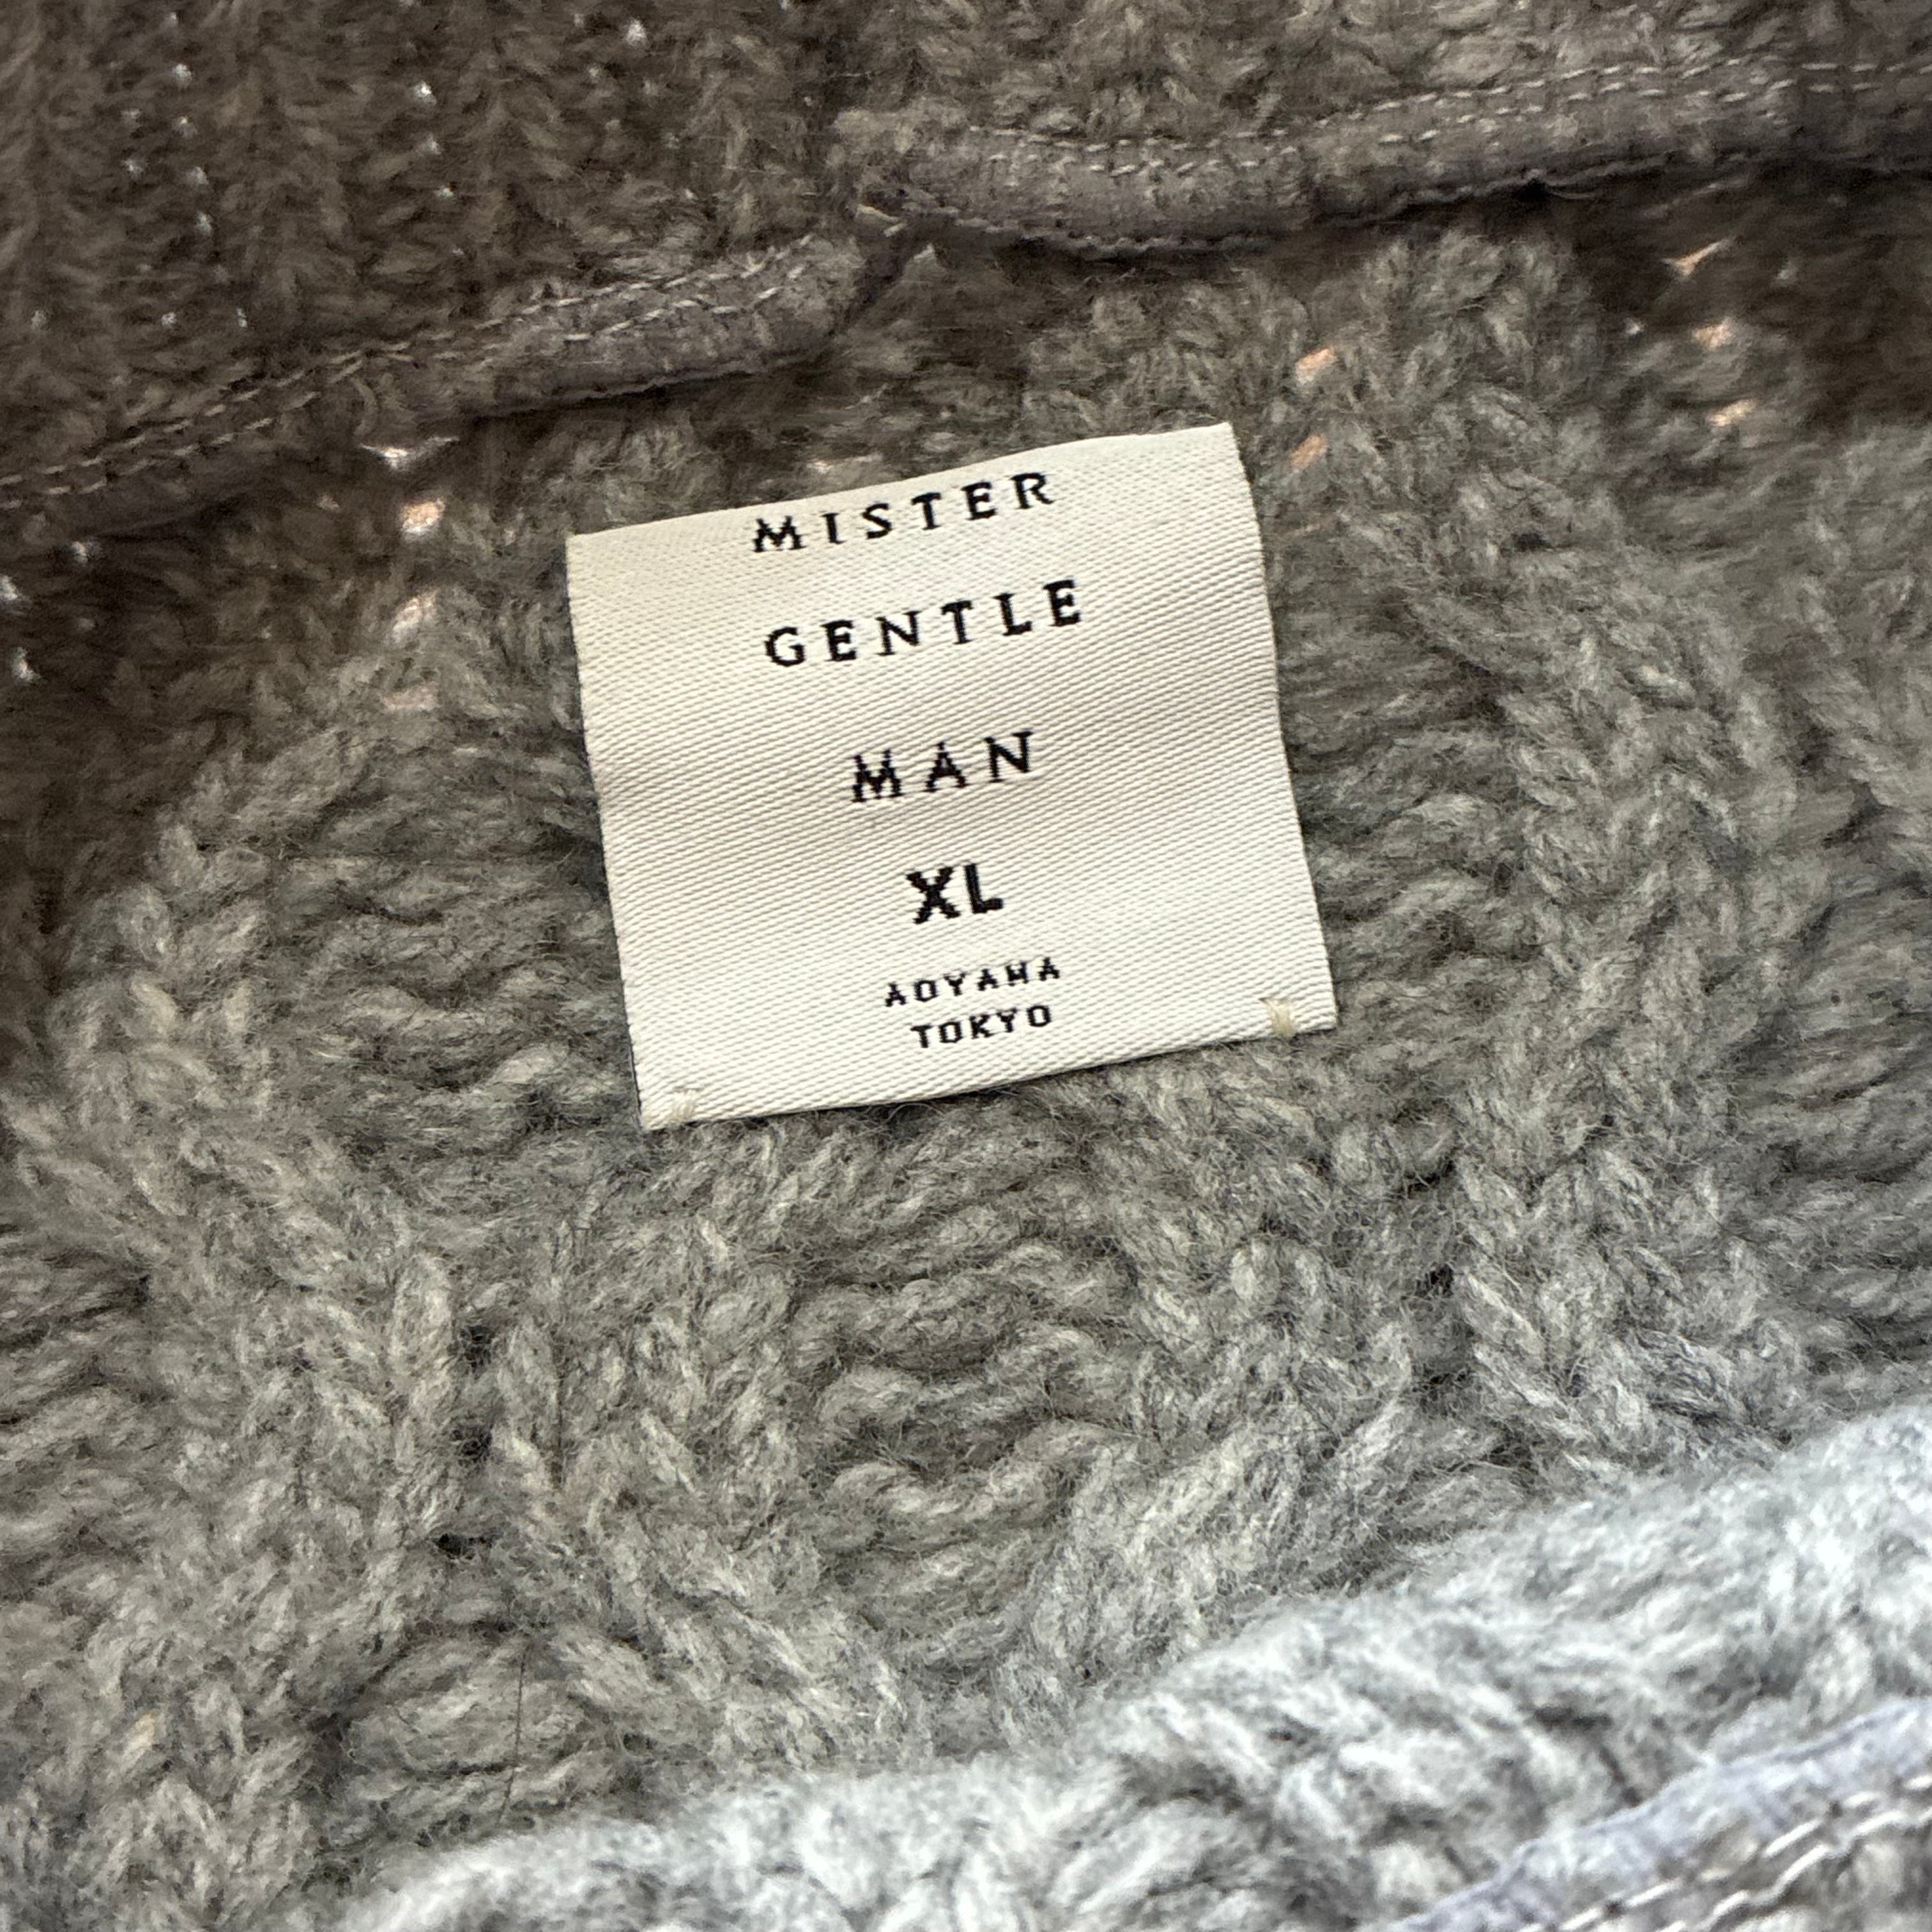 MISTER
GENTLE
MAN
XL
AOYAMA
TOKYO